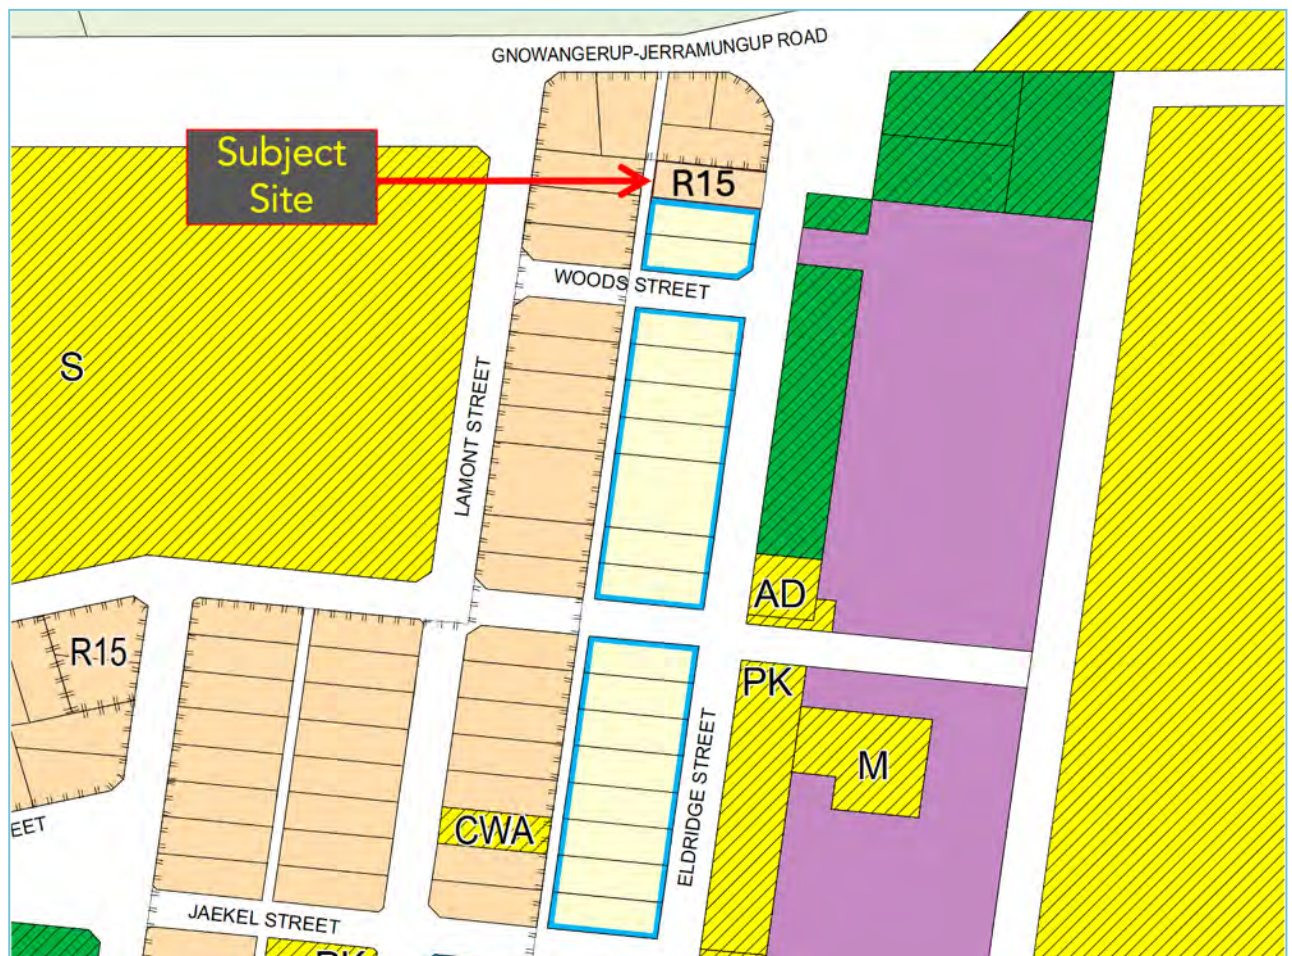 GNOWANGERUP-JERRAMUNGUP ROAD
Subject
Site
R15
WOODS STREET
S
LAMONT STREET
AD
R15
PK
ELDRIDGE STREET
M
CWA
EET
JAEKEL STREET
PK